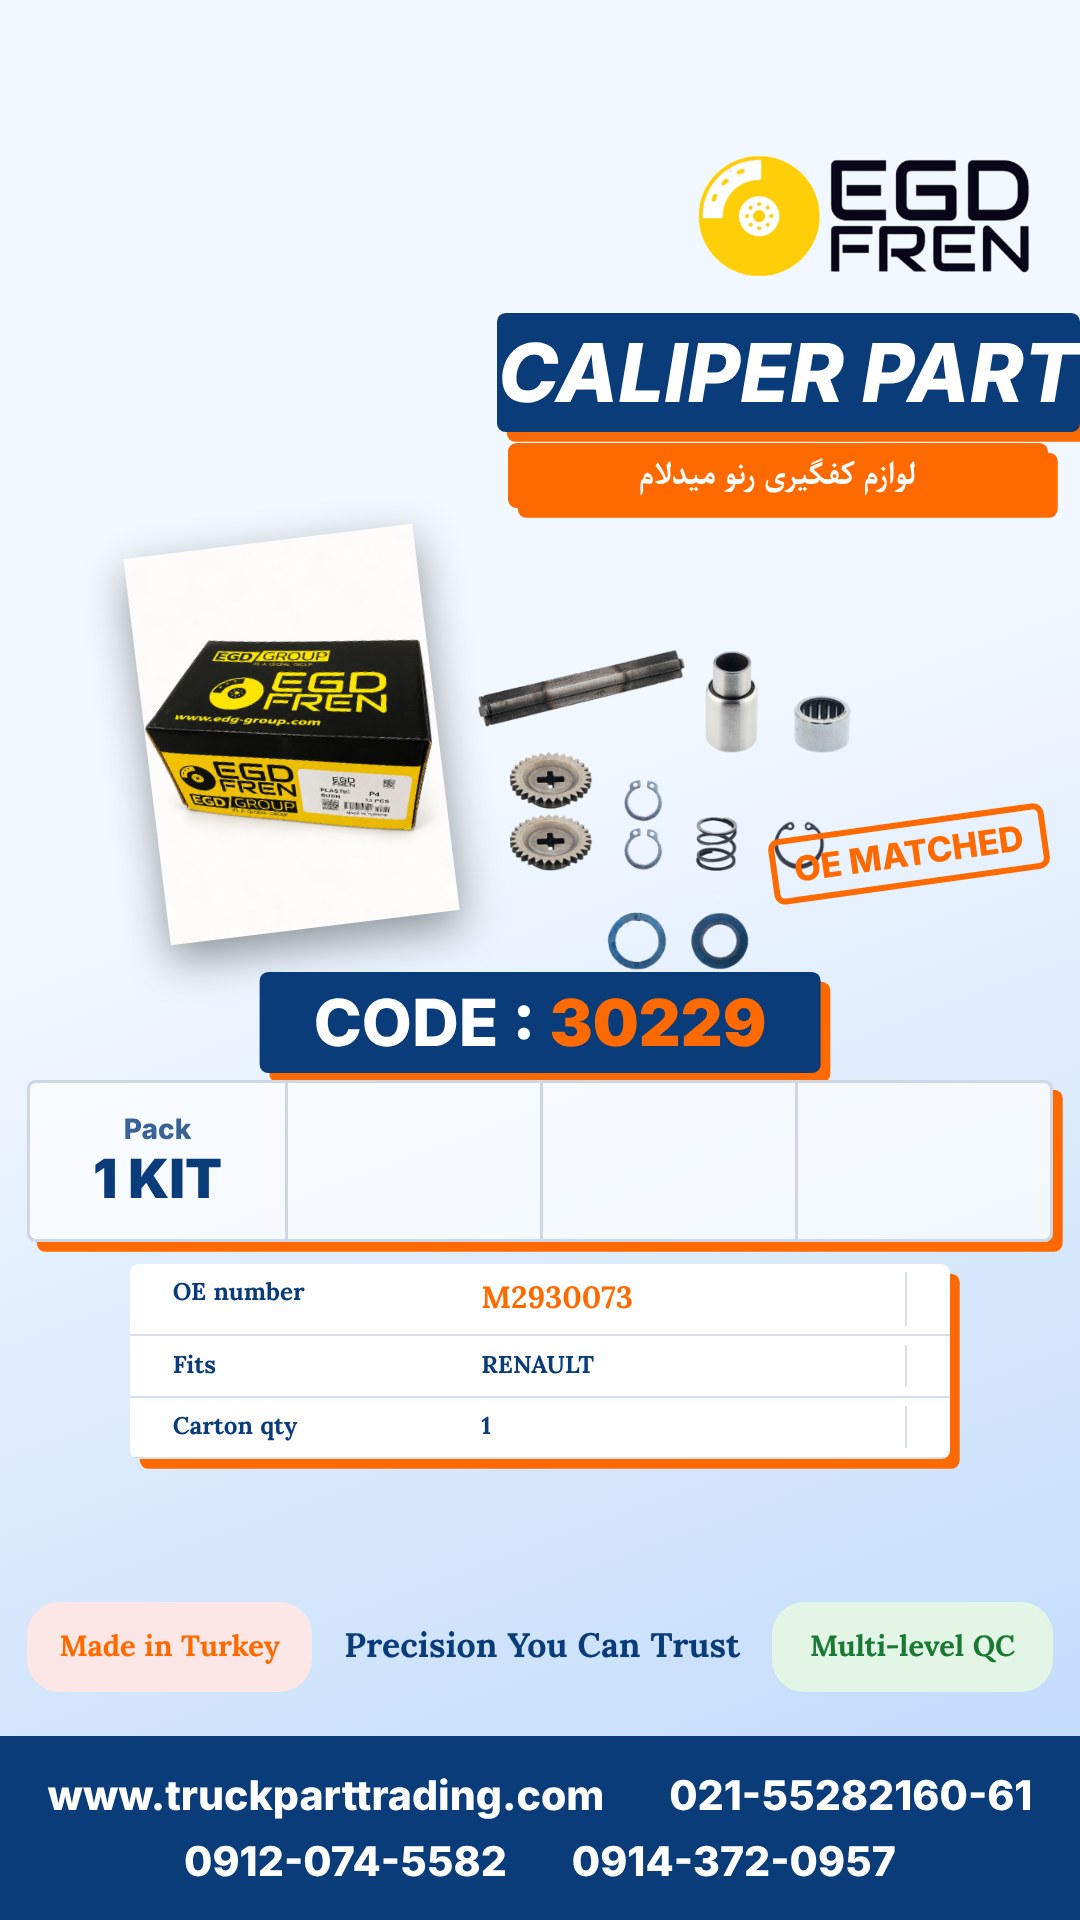 EGD
FREN
CALIPER PART
لوازم کفگیری رنو میدلام
EGD GROUP
EGD
FREN
www.edg-group.com
EGD
FREN
EGD GROUP
EGD
FREN
P4
OE MATCHED
CODE : 30229
Pack
1 KIT
OE number M2930073
Fits RENAULT
Carton qty 1
Made in Turkey Precision You Can Trust Multi-level QC
www.truckparttrading.com 021-55282160-61
0912-074-5582 0914-372-0957